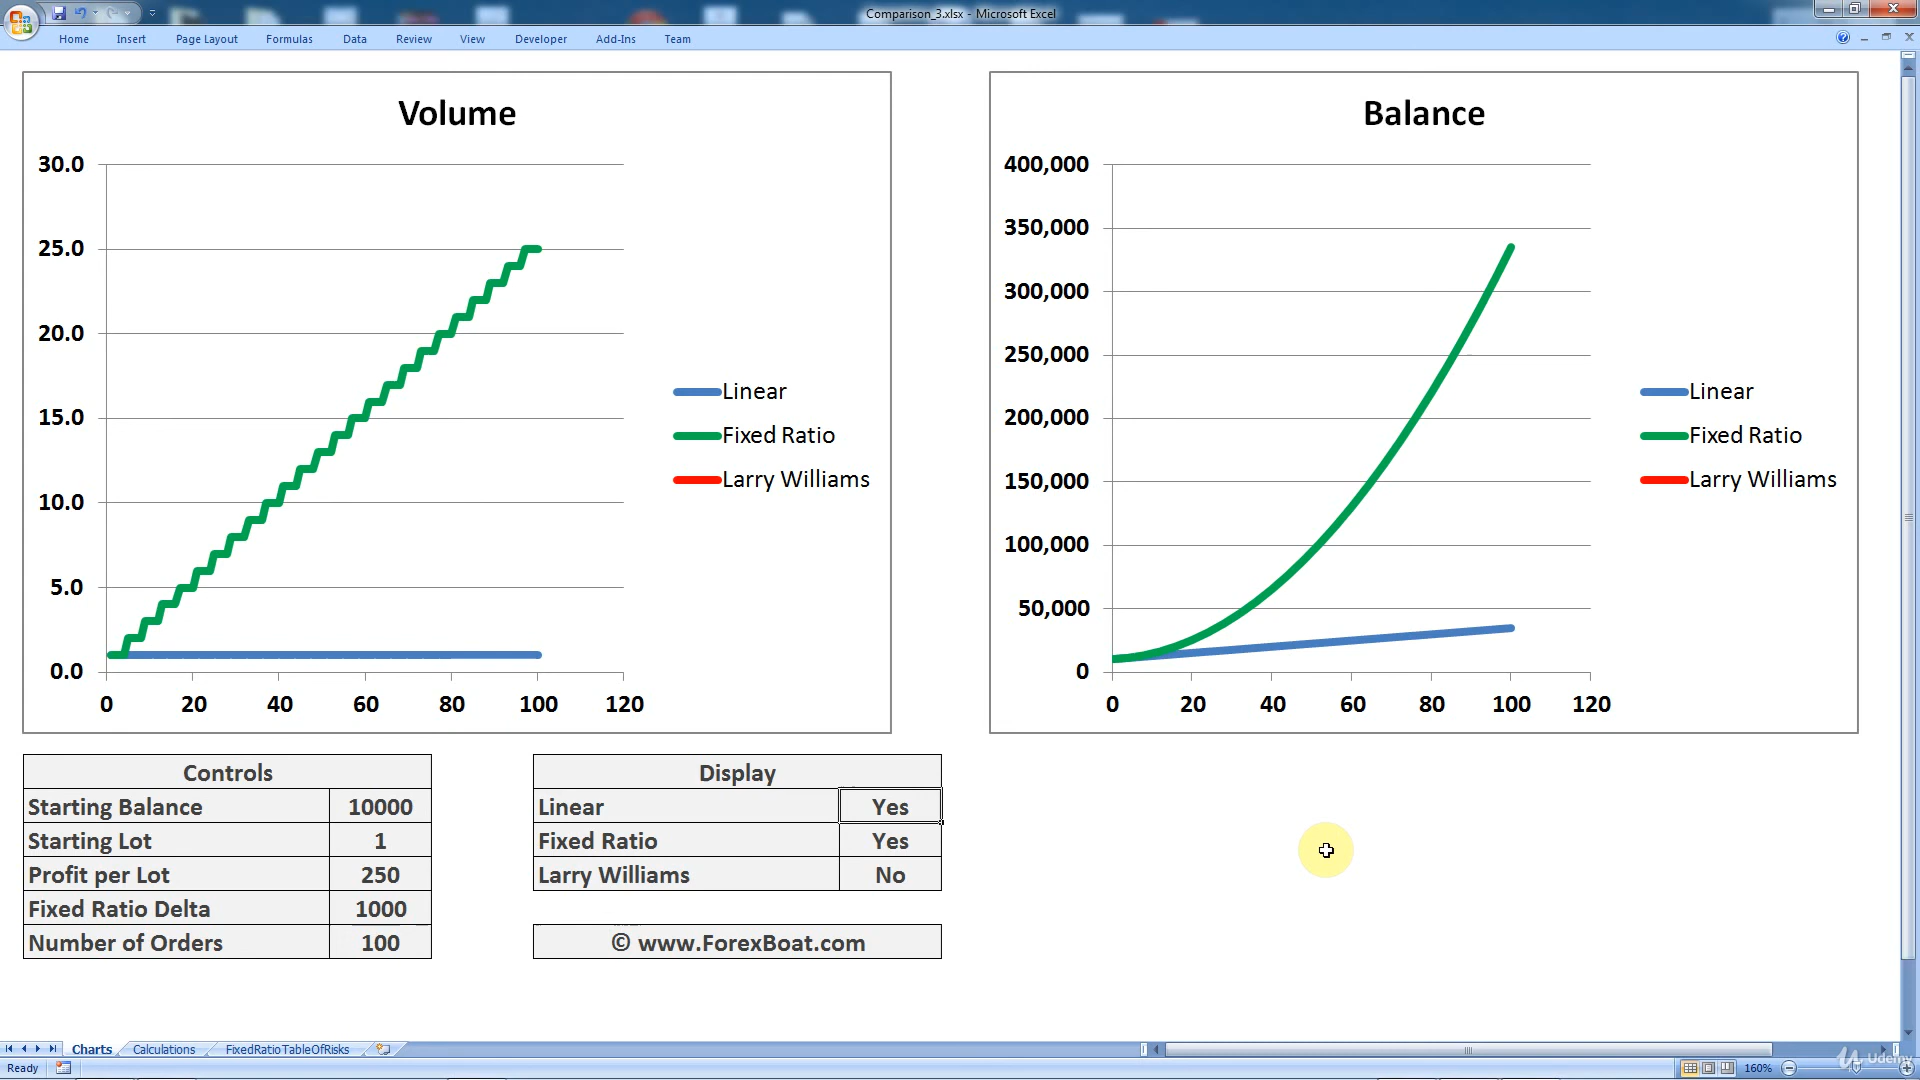 Comparison_3.xlsx - Microsoft Excel
Home Insert Page Layout Formulas Data Review View Developer Add-Ins Team
Volume
30.0
25.0
20.0
15.0
10.0
5.0
0.0
0 20 40 60 80 100 120
Linear
Fixed Ratio
Larry Williams
Balance
400,000
350,000
300,000
250,000
200,000
150,000
100,000
50,000
0
0 20 40 60 80 100 120
Linear
Fixed Ratio
Larry Williams
Controls
Starting Balance 10000
Starting Lot 1
Profit per Lot 250
Fixed Ratio Delta 1000
Number of Orders 100
Display
Linear Yes
Fixed Ratio Yes
Larry Williams No
© www.ForexBoat.com
Charts Calculations FixedRatioTableOfRisks
Ready 160%
Udemy